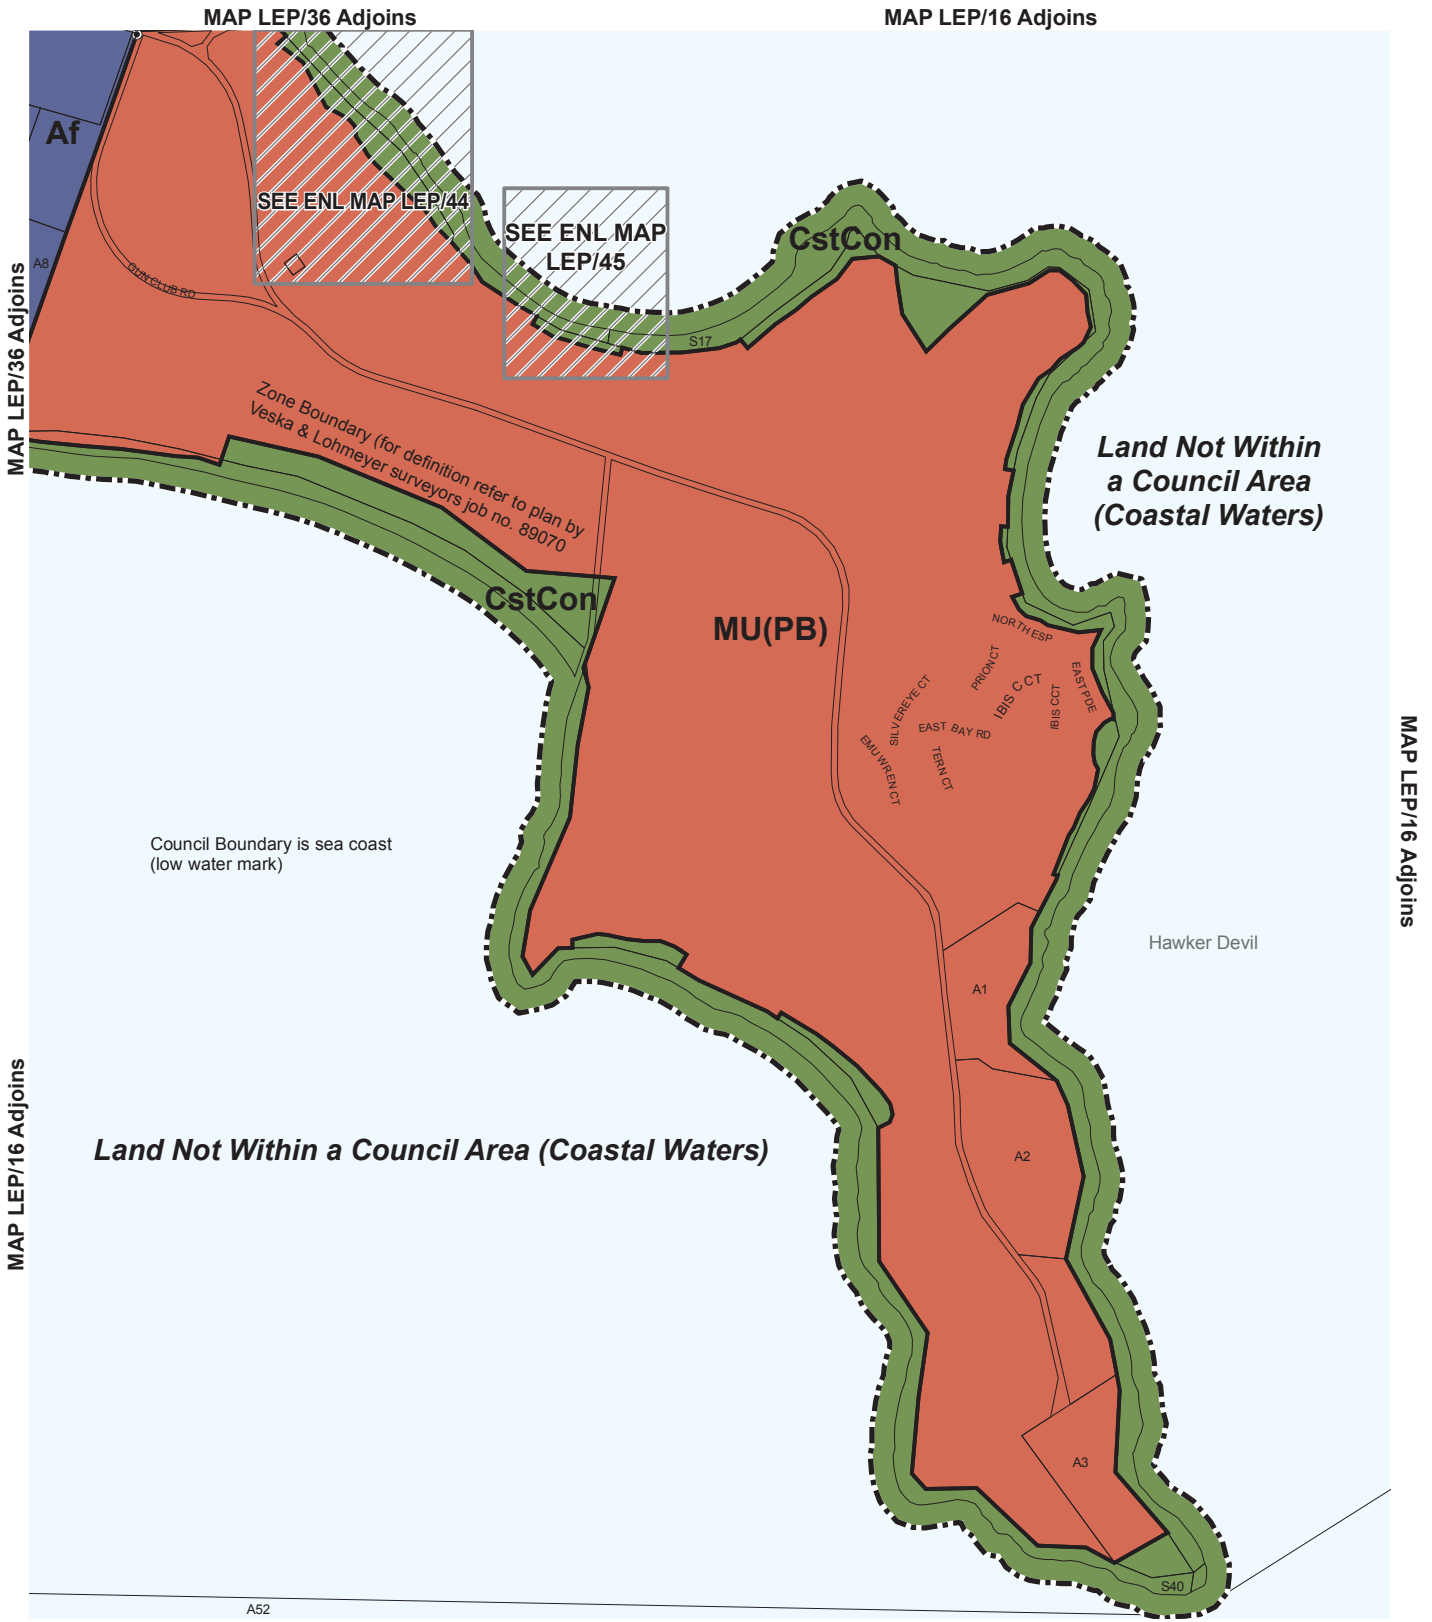 MAP LEP/36 Adjoins
MAP LEP/16 Adjoins
Af
SEE ENL MAP LEP/44
SEE ENL MAP
LEP/45
CstCon
A8
GUN CLUB RD
MAP LEP/36 Adjoins
S17
Zone Boundary (for definition refer to plan by
Veska & Lohmeyer surveyors job no. 89070
Land Not Within
a Council Area
(Coastal Waters)
CstCon
MU(PB)
NORTH ESP
PRION CT
IBIS CCT
IBIS CCT
EAST PDE
SILVEREYE CT
EAST BAY RD
EMU WREN CT
TERN CT
MAP LEP/16 Adjoins
Council Boundary is sea coast
(low water mark)
Hawker Devil
A1
MAP LEP/16 Adjoins
Land Not Within a Council Area (Coastal Waters)
A2
A3
S40
A52